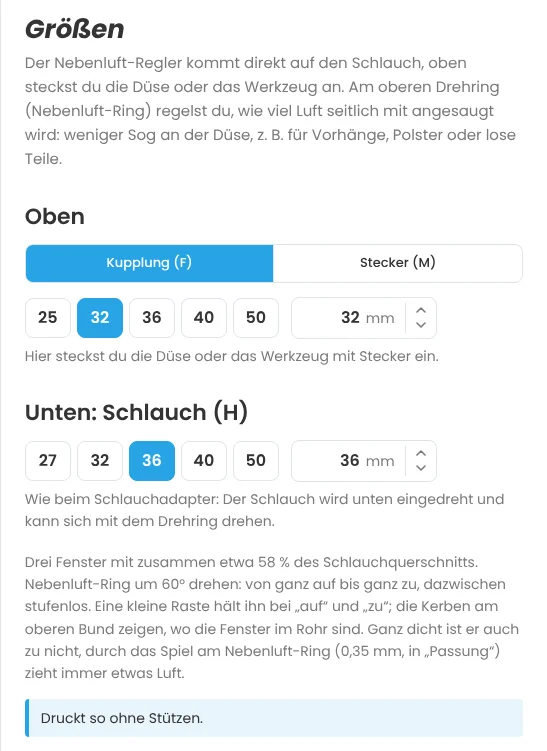 Größen
Der Nebenluft-Regler kommt direkt auf den Schlauch, oben
steckst du die Düse oder das Werkzeug an. Am oberen Drehring
(Nebenluft-Ring) regelst du, wie viel Luft seitlich mit angesaugt
wird: weniger Sog an der Düse, z. B. für Vorhänge, Polster oder lose
Teile.
Oben
Kupplung (F) Stecker (M)
25 32 36 40 50 32 mm
Hier steckst du die Düse oder das Werkzeug mit Stecker ein.
Unten: Schlauch (H)
27 32 36 40 50 36 mm
Wie beim Schlauchadapter: Der Schlauch wird unten eingedreht und
kann sich mit dem Drehring drehen.
Drei Fenster mit zusammen etwa 58 % des Schlauchquerschnitts.
Nebenluft-Ring um 60° drehen: von ganz auf bis ganz zu, dazwischen
stufenlos. Eine kleine Raste hält ihn bei „auf“ und „zu“; die Kerben am
oberen Bund zeigen, wo die Fenster im Rohr sind. Ganz dicht ist er auch
zu nicht, durch das Spiel am Nebenluft-Ring (0,35 mm, in „Passung“)
zieht immer etwas Luft.
Druckt so ohne Stützen.